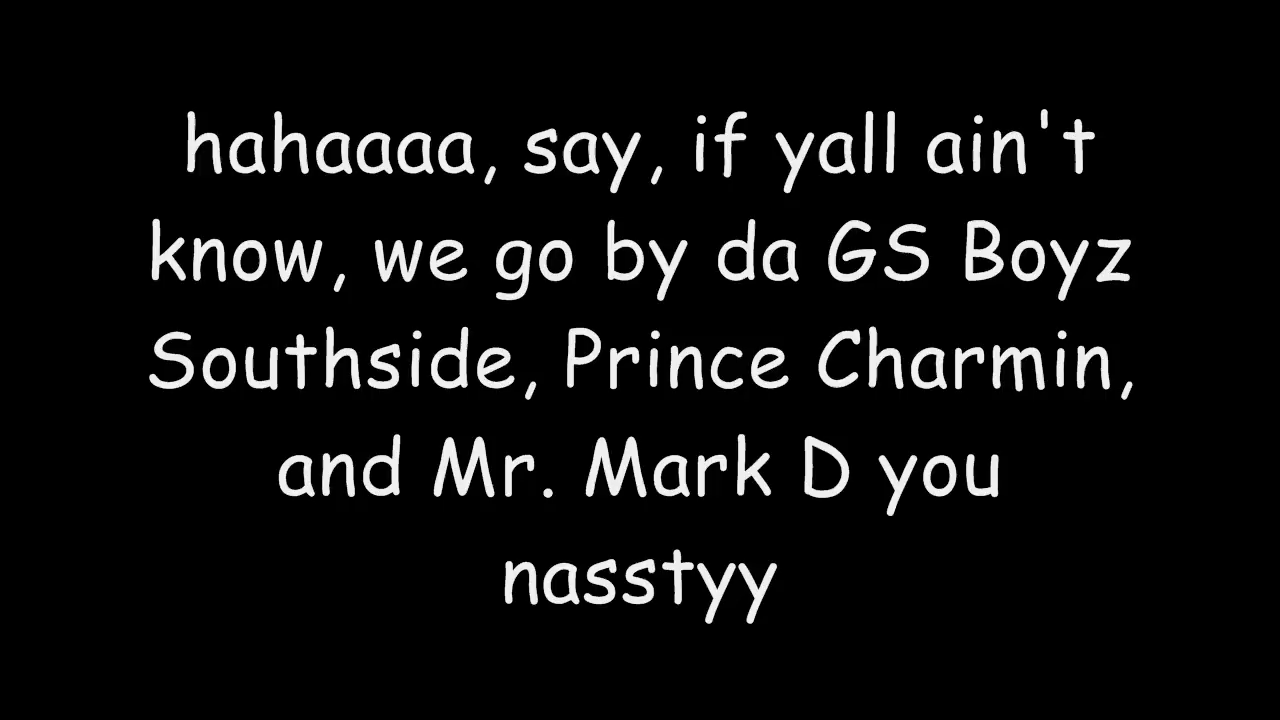 hahaaaa, say, if yall ain't
know, we go by da GS Boyz
Southside, Prince Charmin,
and Mr. Mark D you
nasstyy